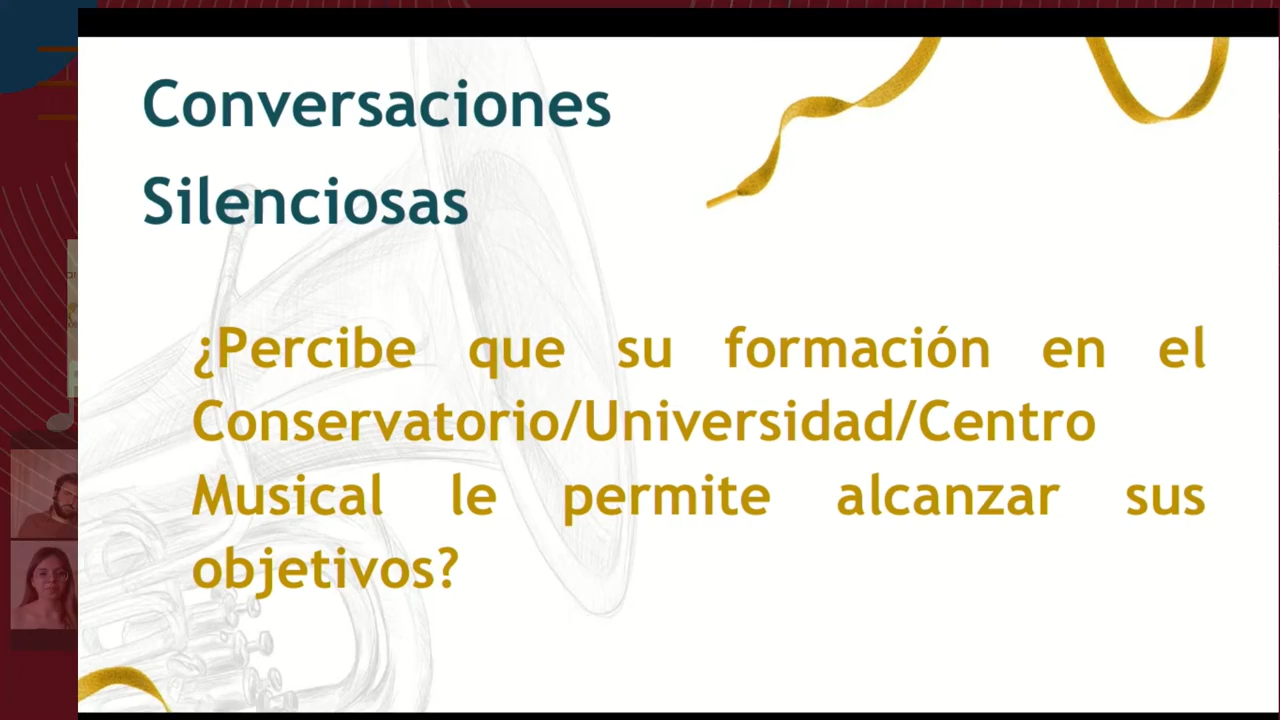 Conversaciones
Silenciosas
¿Percibe que su formación en el
Conservatorio/Universidad/Centro
Musical le permite alcanzar sus
objetivos?